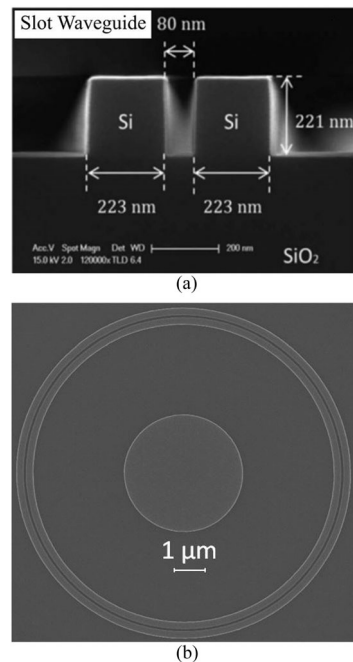 Slot Waveguide
80 nm
Si
Si
221 nm
223 nm
223 nm
Acc.V Spot Magn Det WD
200 nm
15.0 kV 2.0 120000x TLD 6.4
SiO₂
(a)
1 µm
(b)